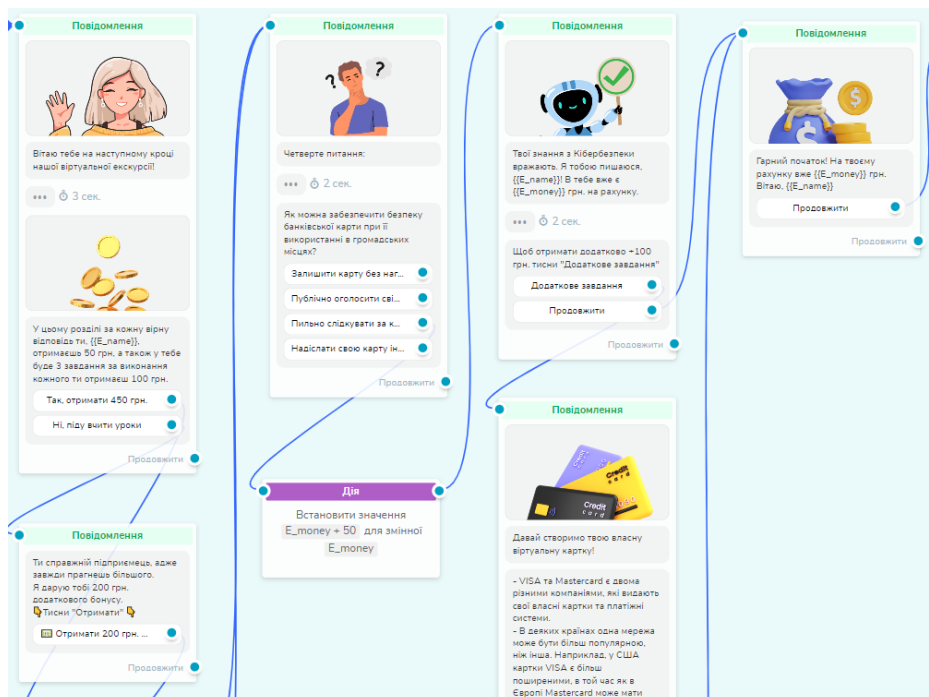 Повідомлення
Вітаю тебе на наступному кроці
нашої віртуальної екскурсії!
3 сек.
У цьому розділі за кожну вірну
відповідь ти, {{E_name}},
отримаєш 50 грн, а також у тебе
буде 3 завдання за виконання
кожного ти отримаєш 100 грн.
Так, отримати 450 грн.
Ні, піду вчити уроки
Продовжити
Повідомлення
Ти справжній підприємець, адже
завжди прагнешь більшого.
Я дарую тобі 200 грн.
додаткового бонусу.
👇Тисни "Отримати" 👇
💵 Отримати 200 грн. ...
Продовжити
Повідомлення
? ?
Четверте питання:
2 сек.
Як можна забезпечити безпеку
банківської карти при її
використанні в громадських
місцях?
Залишити карту без наг...
Публічно оголосити сві...
Пильно слідкувати за к...
Надіслати свою карту ін...
Продовжити
Дія
Встановити значення
E_money + 50 для змінної
E_money
Повідомлення
Твої знання з Кібербезпеки
вражають. Я тобою пишаюся,
{{E_name}}! В тебе вже є
{{E_money}} грн. на рахунку.
2 сек.
Щоб отримати додатково +100
грн. тисни "Додаткове завдання"
Додаткове завдання
Продовжити
Продовжити
Повідомлення
Credit
card
Credit
card
Давай створимо твою власну
віртуальну картку!
- VISA та Mastercard є двома
різними компаніями, які видають
свої власні картки та платіжні
системи.
- В деяких країнах одна мережа
може бути більш популярною,
ніж інша. Наприклад, у США
картки VISA є більш
поширеними, в той час як в
Європі Mastercard може мати
Повідомлення
$
$
Гарний початок! На твоєму
рахунку вже {{E_money}} грн.
Вітаю, {{E_name}}
Продовжити
Продовжити